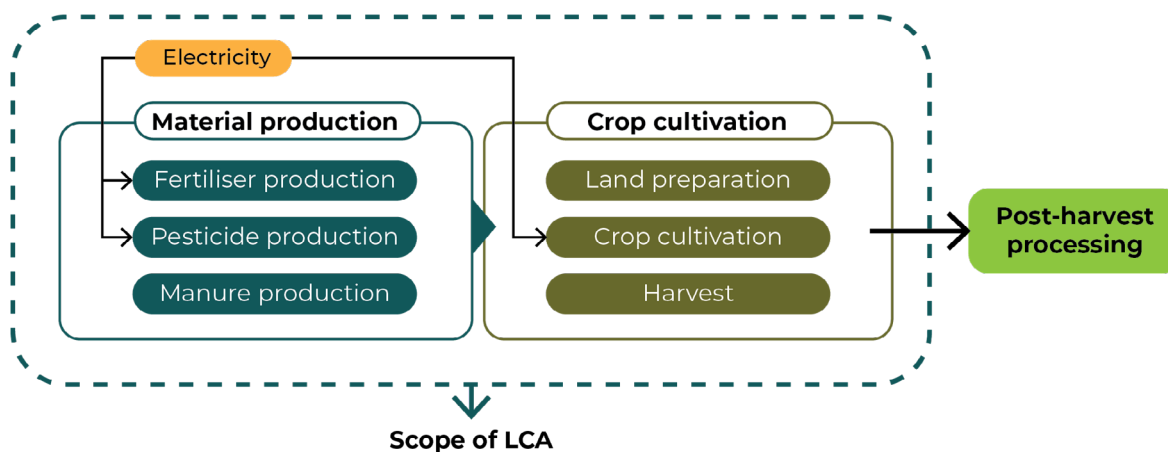 Electricity
Material production
Fertiliser production
Pesticide production
Manure production
Crop cultivation
Land preparation
Crop cultivation
Harvest
Post-harvest
processing
Scope of LCA